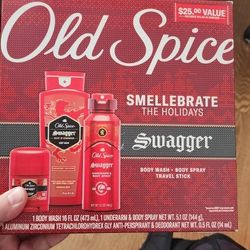 Old Spice
$25.00 VALUE
SMELLEBRATE
THE HOLIDAYS
Swagger
BODY WASH • BODY SPRAY
TRAVEL STICK
Old Spice
Swagger
Old Spice
Swagger
1 BODY WASH 16 FL OZ (473 mL), 1 UNDERARM & BODY SPRAY NET WT. 5.1 OZ (144 g),
1 ALUMINUM ZIRCONIUM TETRACHLOROHYDREX GLY ANTI-PERSPIRANT & DEODORANT NET WT. 0.5 OZ (14 mL)